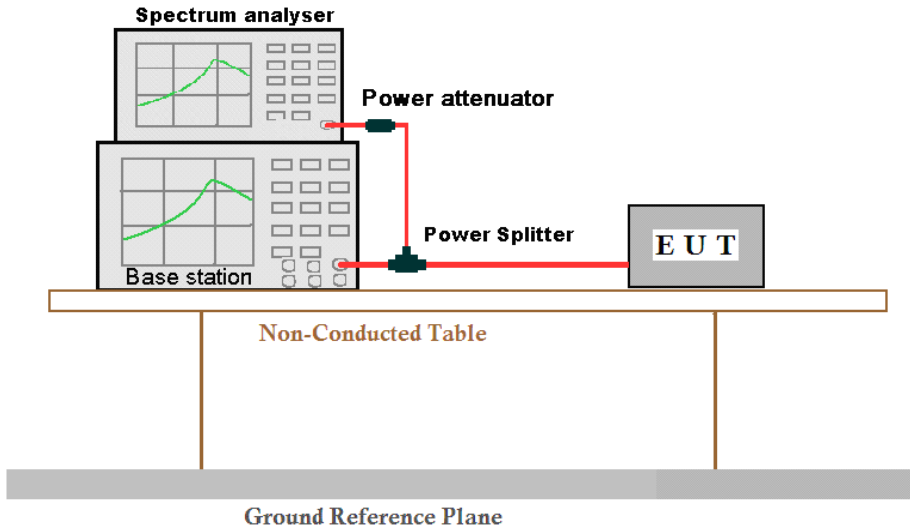 Spectrum analyser
Power attenuator
Power Splitter
E U T
Base station
Non-Conducted Table
Ground Reference Plane